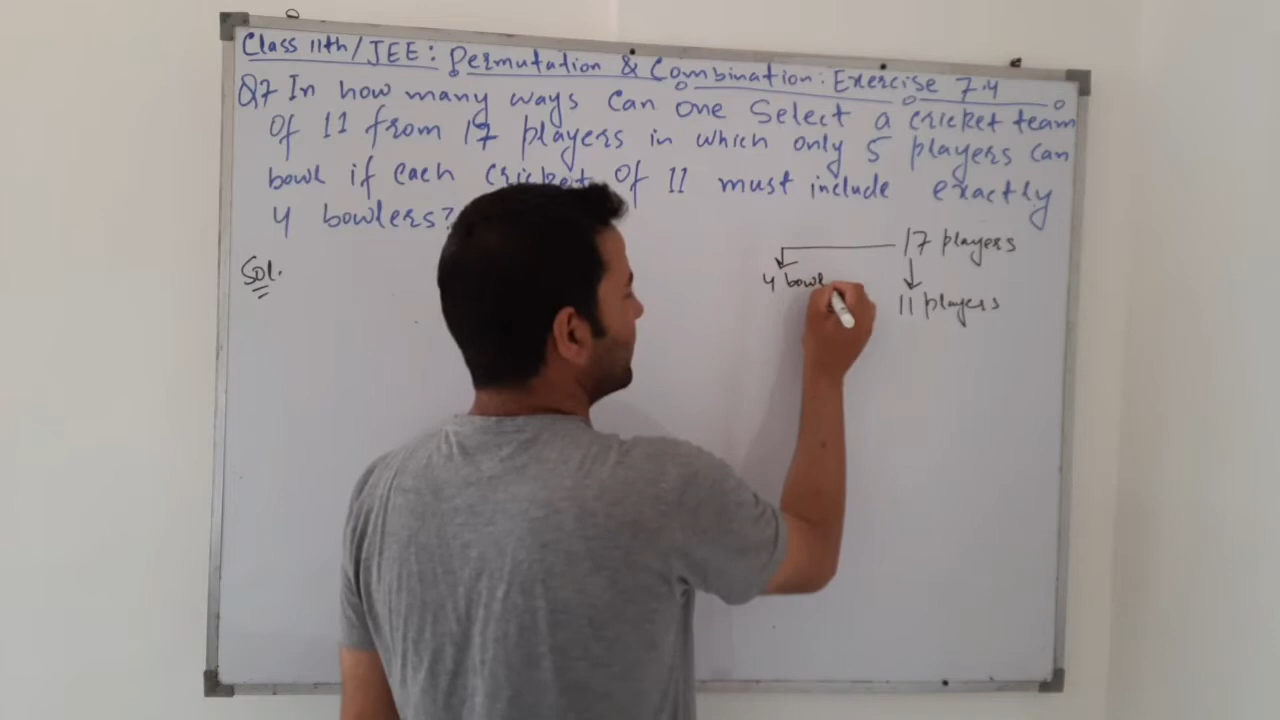 Class 11th/JEE: Permutation & Combination: Exercise 7.4
Q7 In how many ways can one select a cricket team
of 11 from 17 players in which only 5 players can
bowl if each cricket of 11 must include exactly
4 bowlers?
17 players
Sol.
4 bowl
11 players